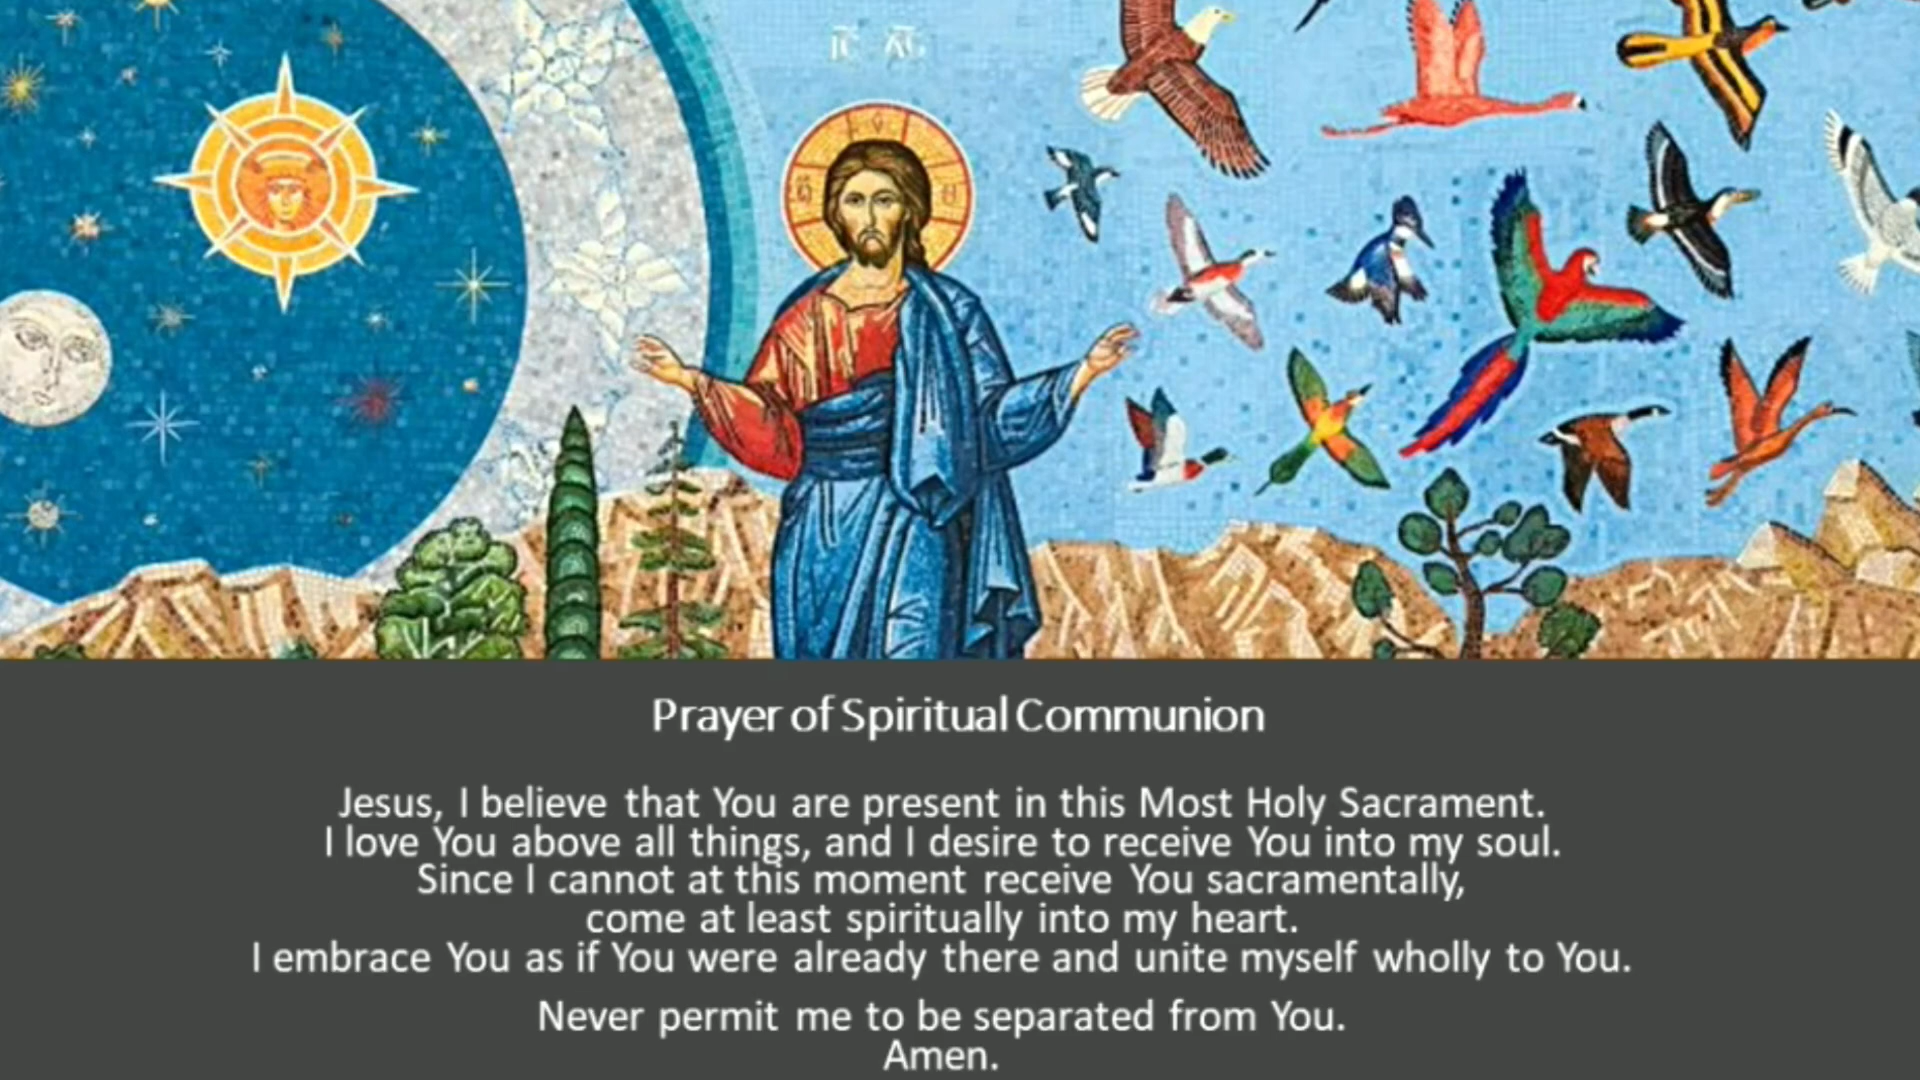 Prayer of Spiritual Communion
Jesus, I believe that You are present in this Most Holy Sacrament.
I love You above all things, and I desire to receive You into my soul.
Since I cannot at this moment receive You sacramentally,
come at least spiritually into my heart.
I embrace You as if You were already there and unite myself wholly to You.
Never permit me to be separated from You.
Amen.